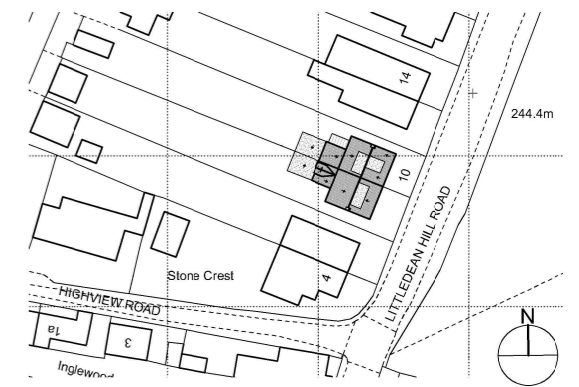 14
244.4m
10
LITTLEDEAN HILL ROAD
Stone Crest
4
HIGHVIEW ROAD
N
1a
3
Inglewood